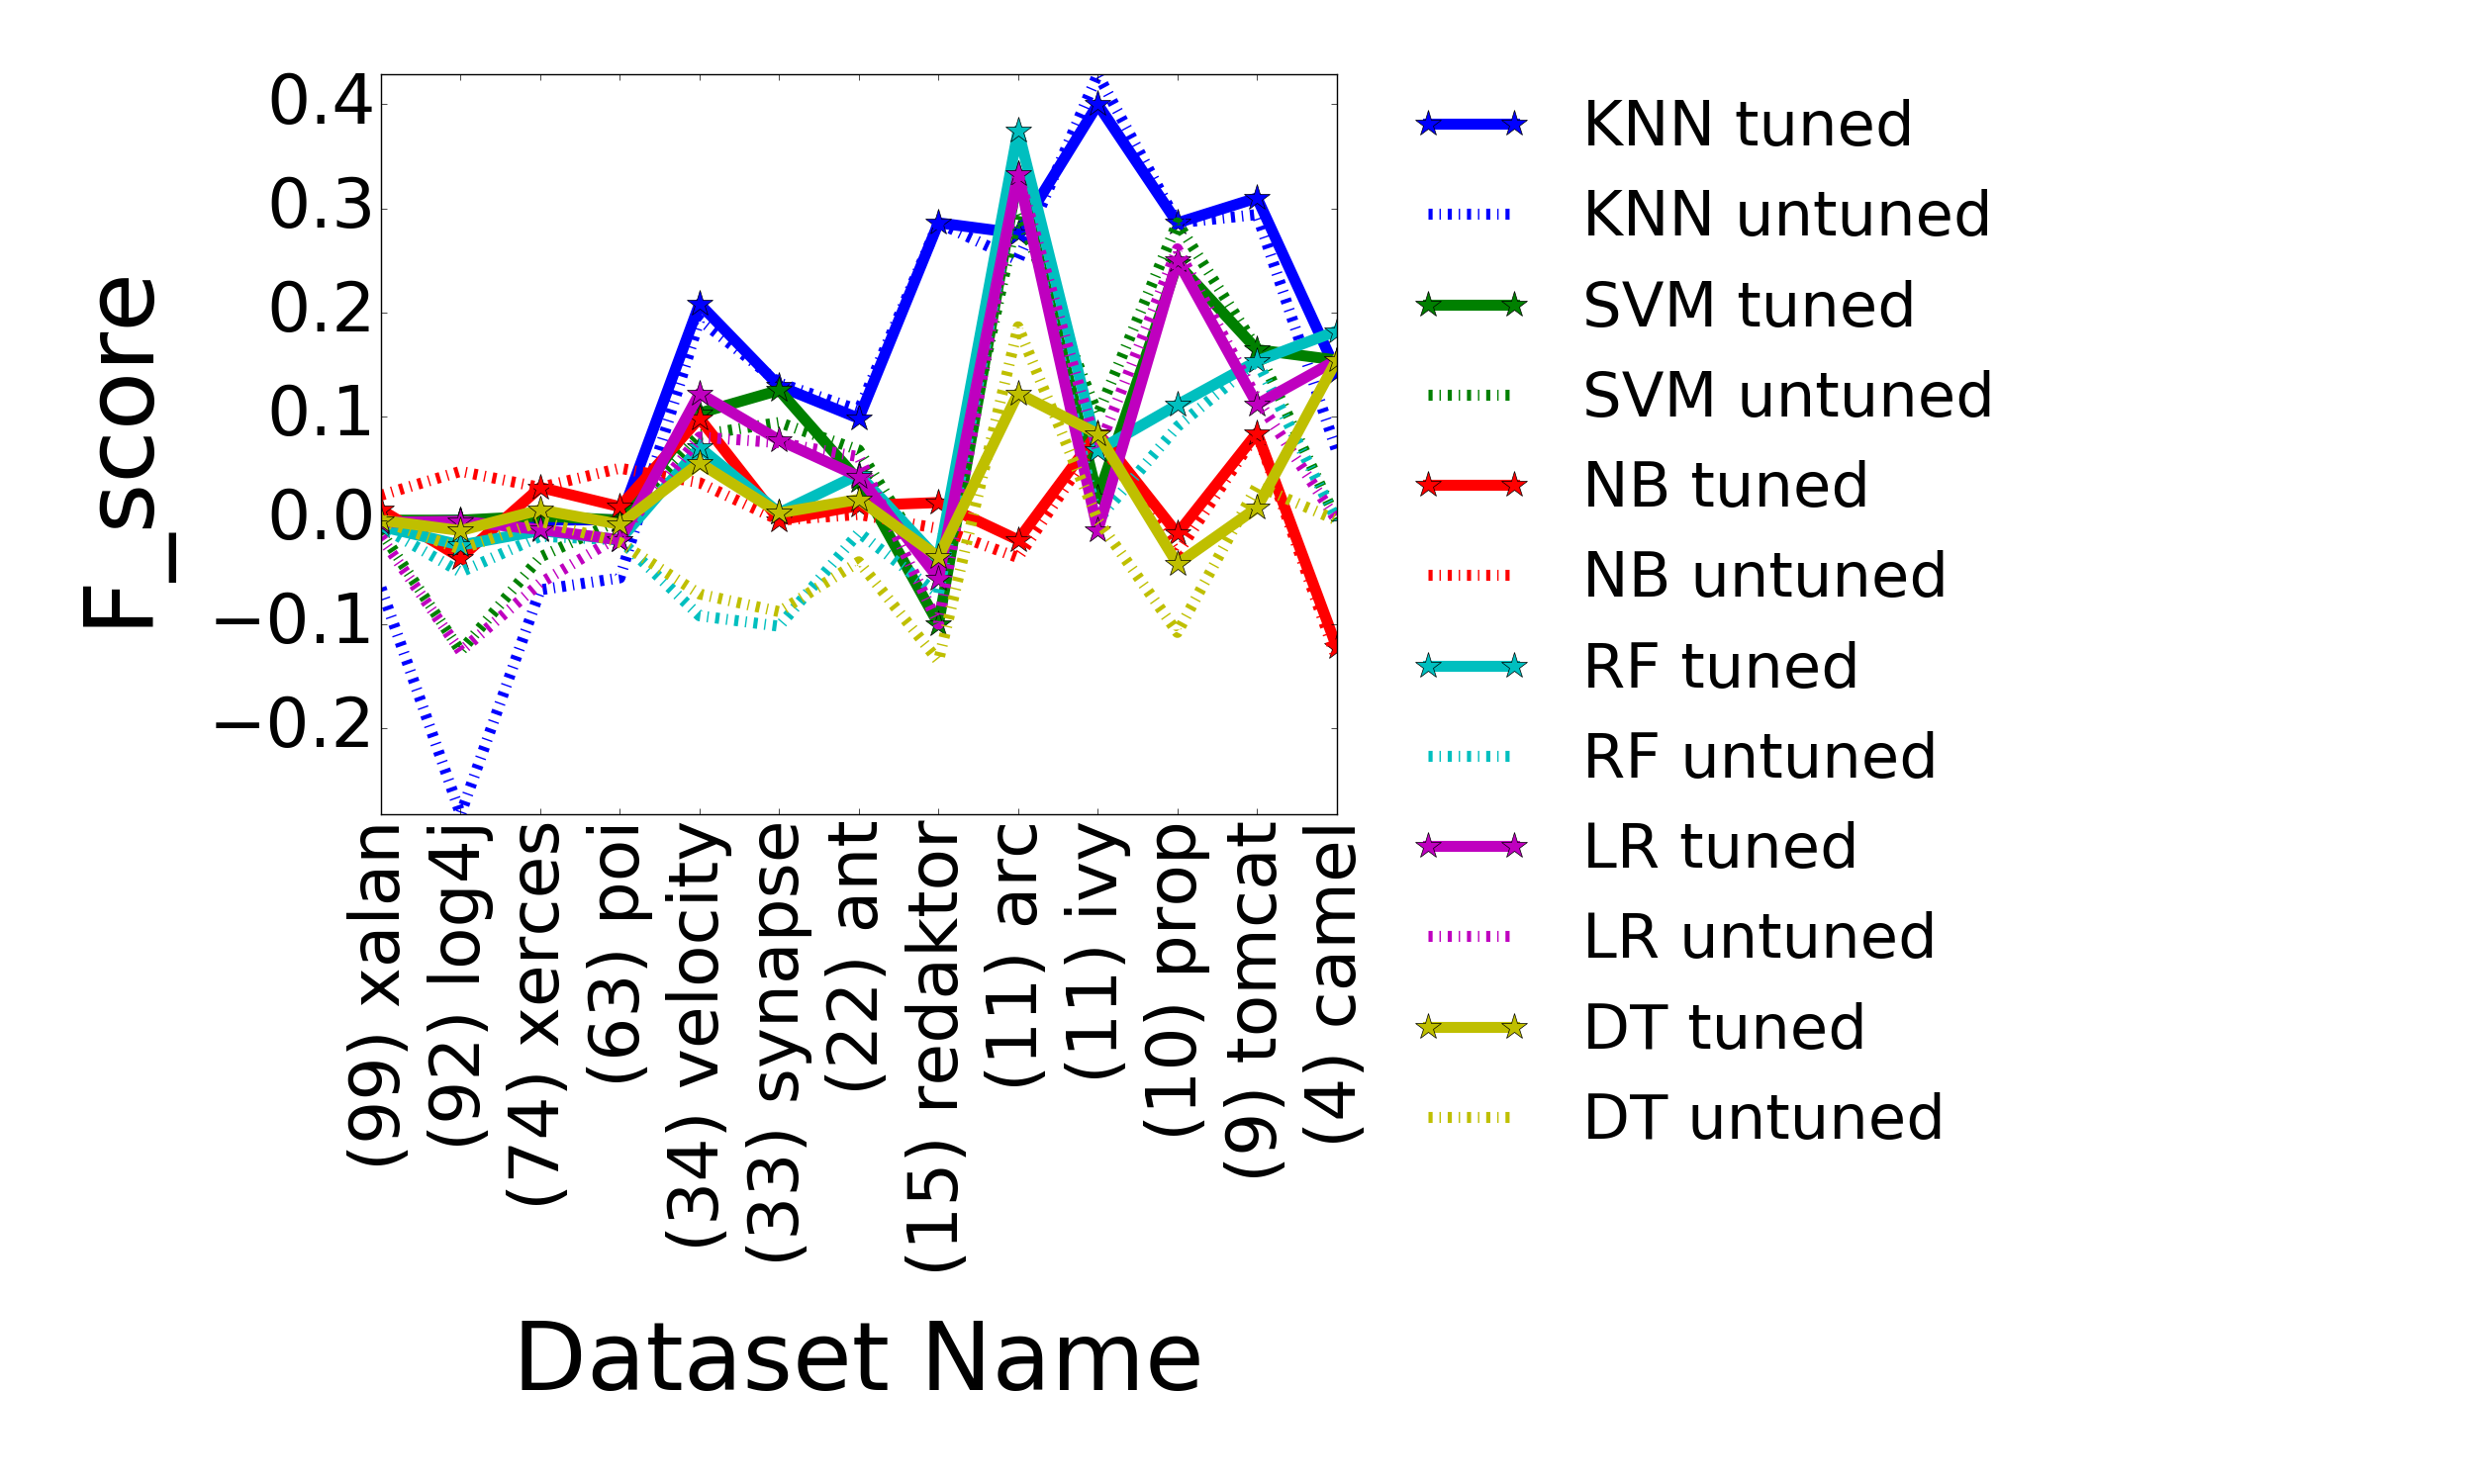 F_score
0.4
0.3
0.2
0.1
0.0
−0.1
−0.2
(99) xalan
(92) log4j
(74) xerces
(63) poi
(34) velocity
(33) synapse
(22) ant
(15) redaktor
(11) arc
(11) ivy
(10) prop
(9) tomcat
(4) camel
Dataset Name
KNN tuned
KNN untuned
SVM tuned
SVM untuned
NB tuned
NB untuned
RF tuned
RF untuned
LR tuned
LR untuned
DT tuned
DT untuned